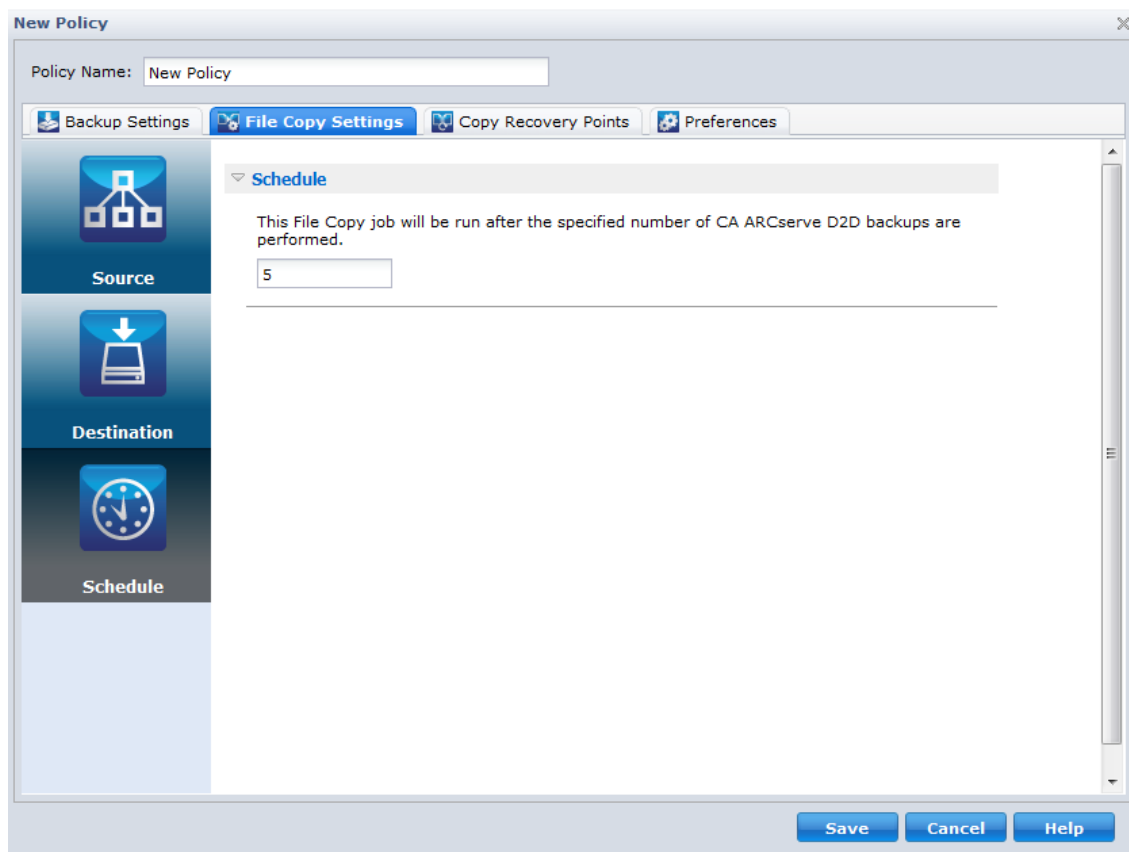 New Policy
Policy Name: New Policy
Backup Settings File Copy Settings Copy Recovery Points Preferences
Source
Destination
Schedule
Schedule
This File Copy job will be run after the specified number of CA ARCserve D2D backups are
performed.
5
Save Cancel Help